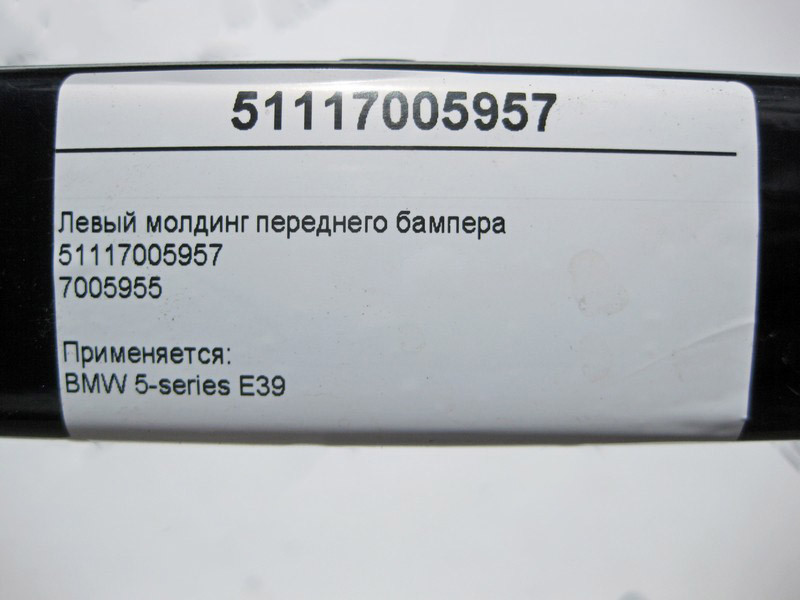 51117005957
Левый молдинг переднего бампера
51117005957
7005955
Применяется:
BMW 5-series E39